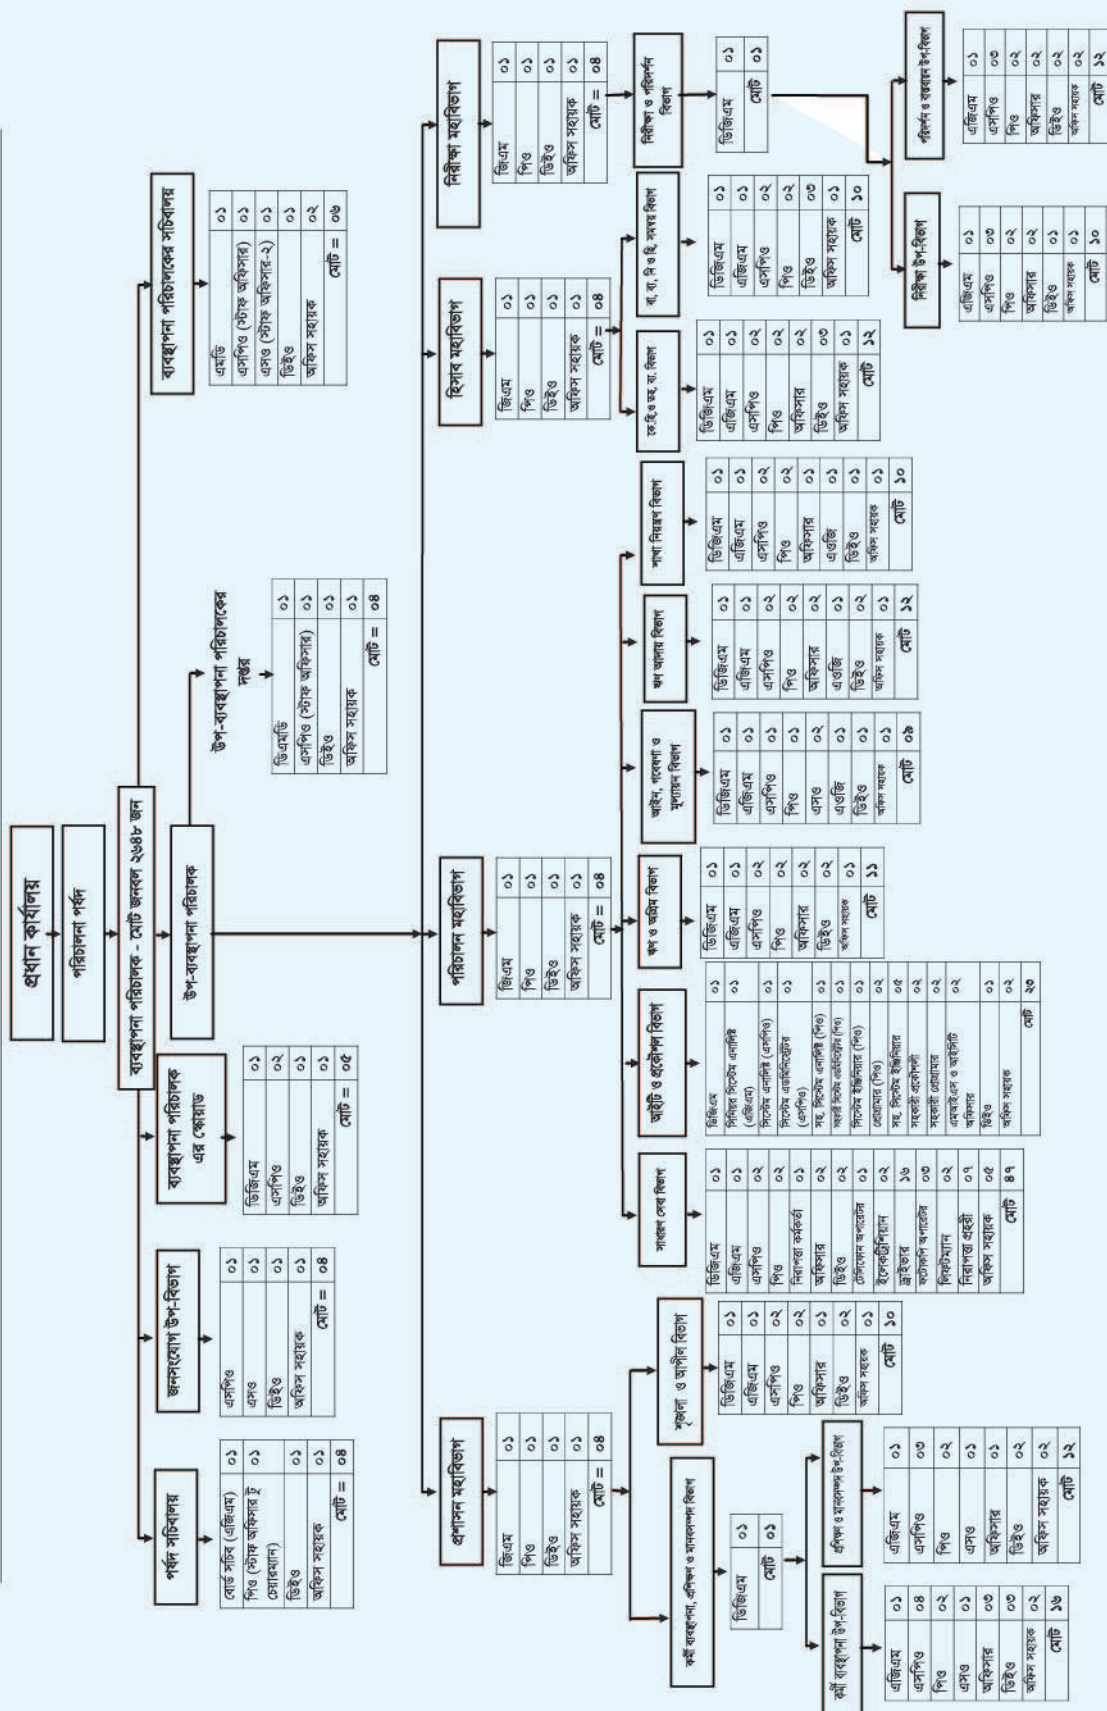 প্রধান কার্যালয়
পরিচালনা পর্ষদ
ব্যবস্থাপনা পরিচালক - মোট জনবল ২৬৪৮ জন
পর্ষদ সচিবালয়
বোর্ড সচিব (এজিএম) ০১
পিও (স্টাফ অফিসার টু ০১
চেয়ারম্যান)
ডিইও ০১
অফিস সহায়ক ০১
মোট = ০৪
জনসংযোগ উপ-বিভাগ
এসপিও ০১
এসও ০১
ডিইও ০১
অফিস সহায়ক ০১
মোট = ০৪
ব্যবস্থাপনা পরিচালক
এর স্কোয়াড
ডিজিএম ০১
এসপিও ০২
ডিইও ০১
অফিস সহায়ক ০১
মোট = ০৫
উপ-ব্যবস্থাপনা পরিচালক
উপ-ব্যবস্থাপনা পরিচালকের
দপ্তর
ডিএমডি ০১
এসপিও (স্টাফ অফিসার) ০১
ডিইও ০১
অফিস সহায়ক ০১
মোট = ০৪
ব্যবস্থাপনা পরিচালকের সচিবালয়
এমডি ০১
এসপিও (স্টাফ অফিসার) ০১
এসও (স্টাফ অফিসার-২) ০১
ডিইও ০১
অফিস সহায়ক ০২
মোট = ০৬
প্রশাসন মহাবিভাগ
জিএম ০১
পিও ০১
ডিইও ০১
অফিস সহায়ক ০১
মোট = ০৪
পরিচালন মহাবিভাগ
জিএম ০১
পিও ০১
ডিইও ০১
অফিস সহায়ক ০১
মোট = ০৪
হিসাব মহাবিভাগ
জিএম ০১
পিও ০১
ডিইও ০১
অফিস সহায়ক ০১
মোট = ০৪
নিরীক্ষা মহাবিভাগ
জিএম ০১
পিও ০১
ডিইও ০১
অফিস সহায়ক ০১
মোট = ০৪
কর্মী ব্যবস্থাপনা, প্রশিক্ষণ ও মানবসম্পদ বিভাগ
ডিজিএম ০১
মোট ০১
শৃঙ্খলা ও আপীল বিভাগ
ডিজিএম ০১
এজিএম ০১
এসপিও ০২
পিও ০২
অফিসার ০১
ডিইও ০২
অফিস সহায়ক ০১
মোট ১০
সাধারণ সেবা বিভাগ
ডিজিএম ০১
এজিএম ০১
এসপিও ০২
পিও ০২
নিরাপত্তা কর্মকর্তা ০১
অফিসার ০২
ডিইও ০২
টেলিফোন অপারেটর ০১
ইলেকট্রিশিয়ান ০২
ড্রাইভার ১৬
ফটোকপি অপারেটর ০৩
লিফটম্যান ০২
নিরাপত্তা প্রহরী ০৭
অফিস সহায়ক ০৫
মোট ৪৭
আইটি ও প্রকৌশল বিভাগ
ডিজিএম ০১
সিনিয়র সিস্টেম এনালিষ্ট ০১
(এজিএম)
সিস্টেম এনালিষ্ট (এসপিও) ০১
সিস্টেম এডমিনিস্ট্রেটর ০১
(এসপিও)
সহ. সিস্টেম এনালিষ্ট (পিও) ০১
সহকারী সিস্টেম এডমিনিস্ট্রেটর (পিও) ০১
সিস্টেম ইঞ্জিনিয়ার (পিও) ০১
প্রোগ্রামার (পিও) ০২
সহ. সিস্টেম ইঞ্জিনিয়ার ০৫
সহকারী প্রকৌশলী ০২
সহকারী প্রোগ্রামার ০২
এমআইএস ও আইসিটি ০২
অফিসার
ডিইও ০১
অফিস সহায়ক ০২
মোট ২৩
ঋণ ও অগ্রিম বিভাগ
ডিজিএম ০১
এজিএম ০১
এসপিও ০২
পিও ০২
অফিসার ০২
ডিইও ০২
অফিস সহায়ক ০১
মোট ১১
আইন, গবেষণা ও
মূল্যায়ন বিভাগ
ডিজিএম ০১
এজিএম ০১
এসপিও ০১
পিও ০১
এসও ০২
এওজি ০১
ডিইও ০১
অফিস সহায়ক ০১
মোট ০৯
ঋণ আদায় বিভাগ
ডিজিএম ০১
এজিএম ০১
এসপিও ০২
পিও ০২
অফিসার ০২
এওজি ০১
ডিইও ০২
অফিস সহায়ক ০১
মোট ১২
শাখা নিয়ন্ত্রণ বিভাগ
ডিজিএম ০১
এজিএম ০১
এসপিও ০২
পিও ০২
অফিসার ০১
এওজি ০১
ডিইও ০১
অফিস সহায়ক ০১
মোট ১০
কে.হি.ও তহ. ব্য. বিভাগ
ডিজিএম ০১
এজিএম ০১
এসপিও ০২
পিও ০২
অফিসার ০২
ডিইও ০৩
অফিস সহায়ক ০১
মোট ১২
বা, ব্য, নি ও হি, সমন্বয় বিভাগ
ডিজিএম ০১
এজিএম ০১
এসপিও ০২
পিও ০২
ডিইও ০৩
অফিস সহায়ক ০১
মোট ১০
নিরীক্ষা ও পরিদর্শন
বিভাগ
ডিজিএম ০১
মোট ০১
কর্মী ব্যবস্থাপনা উপ-বিভাগ
এজিএম ০১
এসপিও ০৪
পিও ০২
এসও ০১
অফিসার ০৩
ডিইও ০৩
অফিস সহায়ক ০২
মোট ১৬
প্রশিক্ষণ ও মানবসম্পদ উপ-বিভাগ
এজিএম ০১
এসপিও ০৩
পিও ০২
এসও ০১
অফিসার ০১
ডিইও ০২
অফিস সহায়ক ০২
মোট ১২
নিরীক্ষা উপ-বিভাগ
এজিএম ০১
এসপিও ০৩
পিও ০২
অফিসার ০২
ডিইও ০১
অফিস সহায়ক ০১
মোট ১০
পরিদর্শন ও বাস্তবায়ন উপ-বিভাগ
এজিএম ০১
এসপিও ০৩
পিও ০২
অফিসার ০২
ডিইও ০২
অফিস সহায়ক ০২
মোট ১২